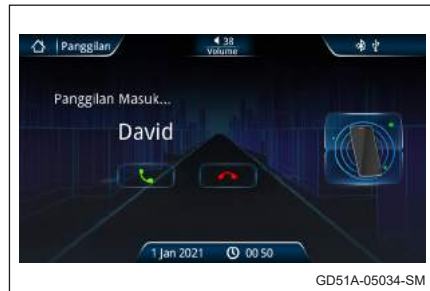 Panggilan
38
Volume
Panggilan Masuk...
David
1 Jan 2021 00 50
GD51A-05034-SM